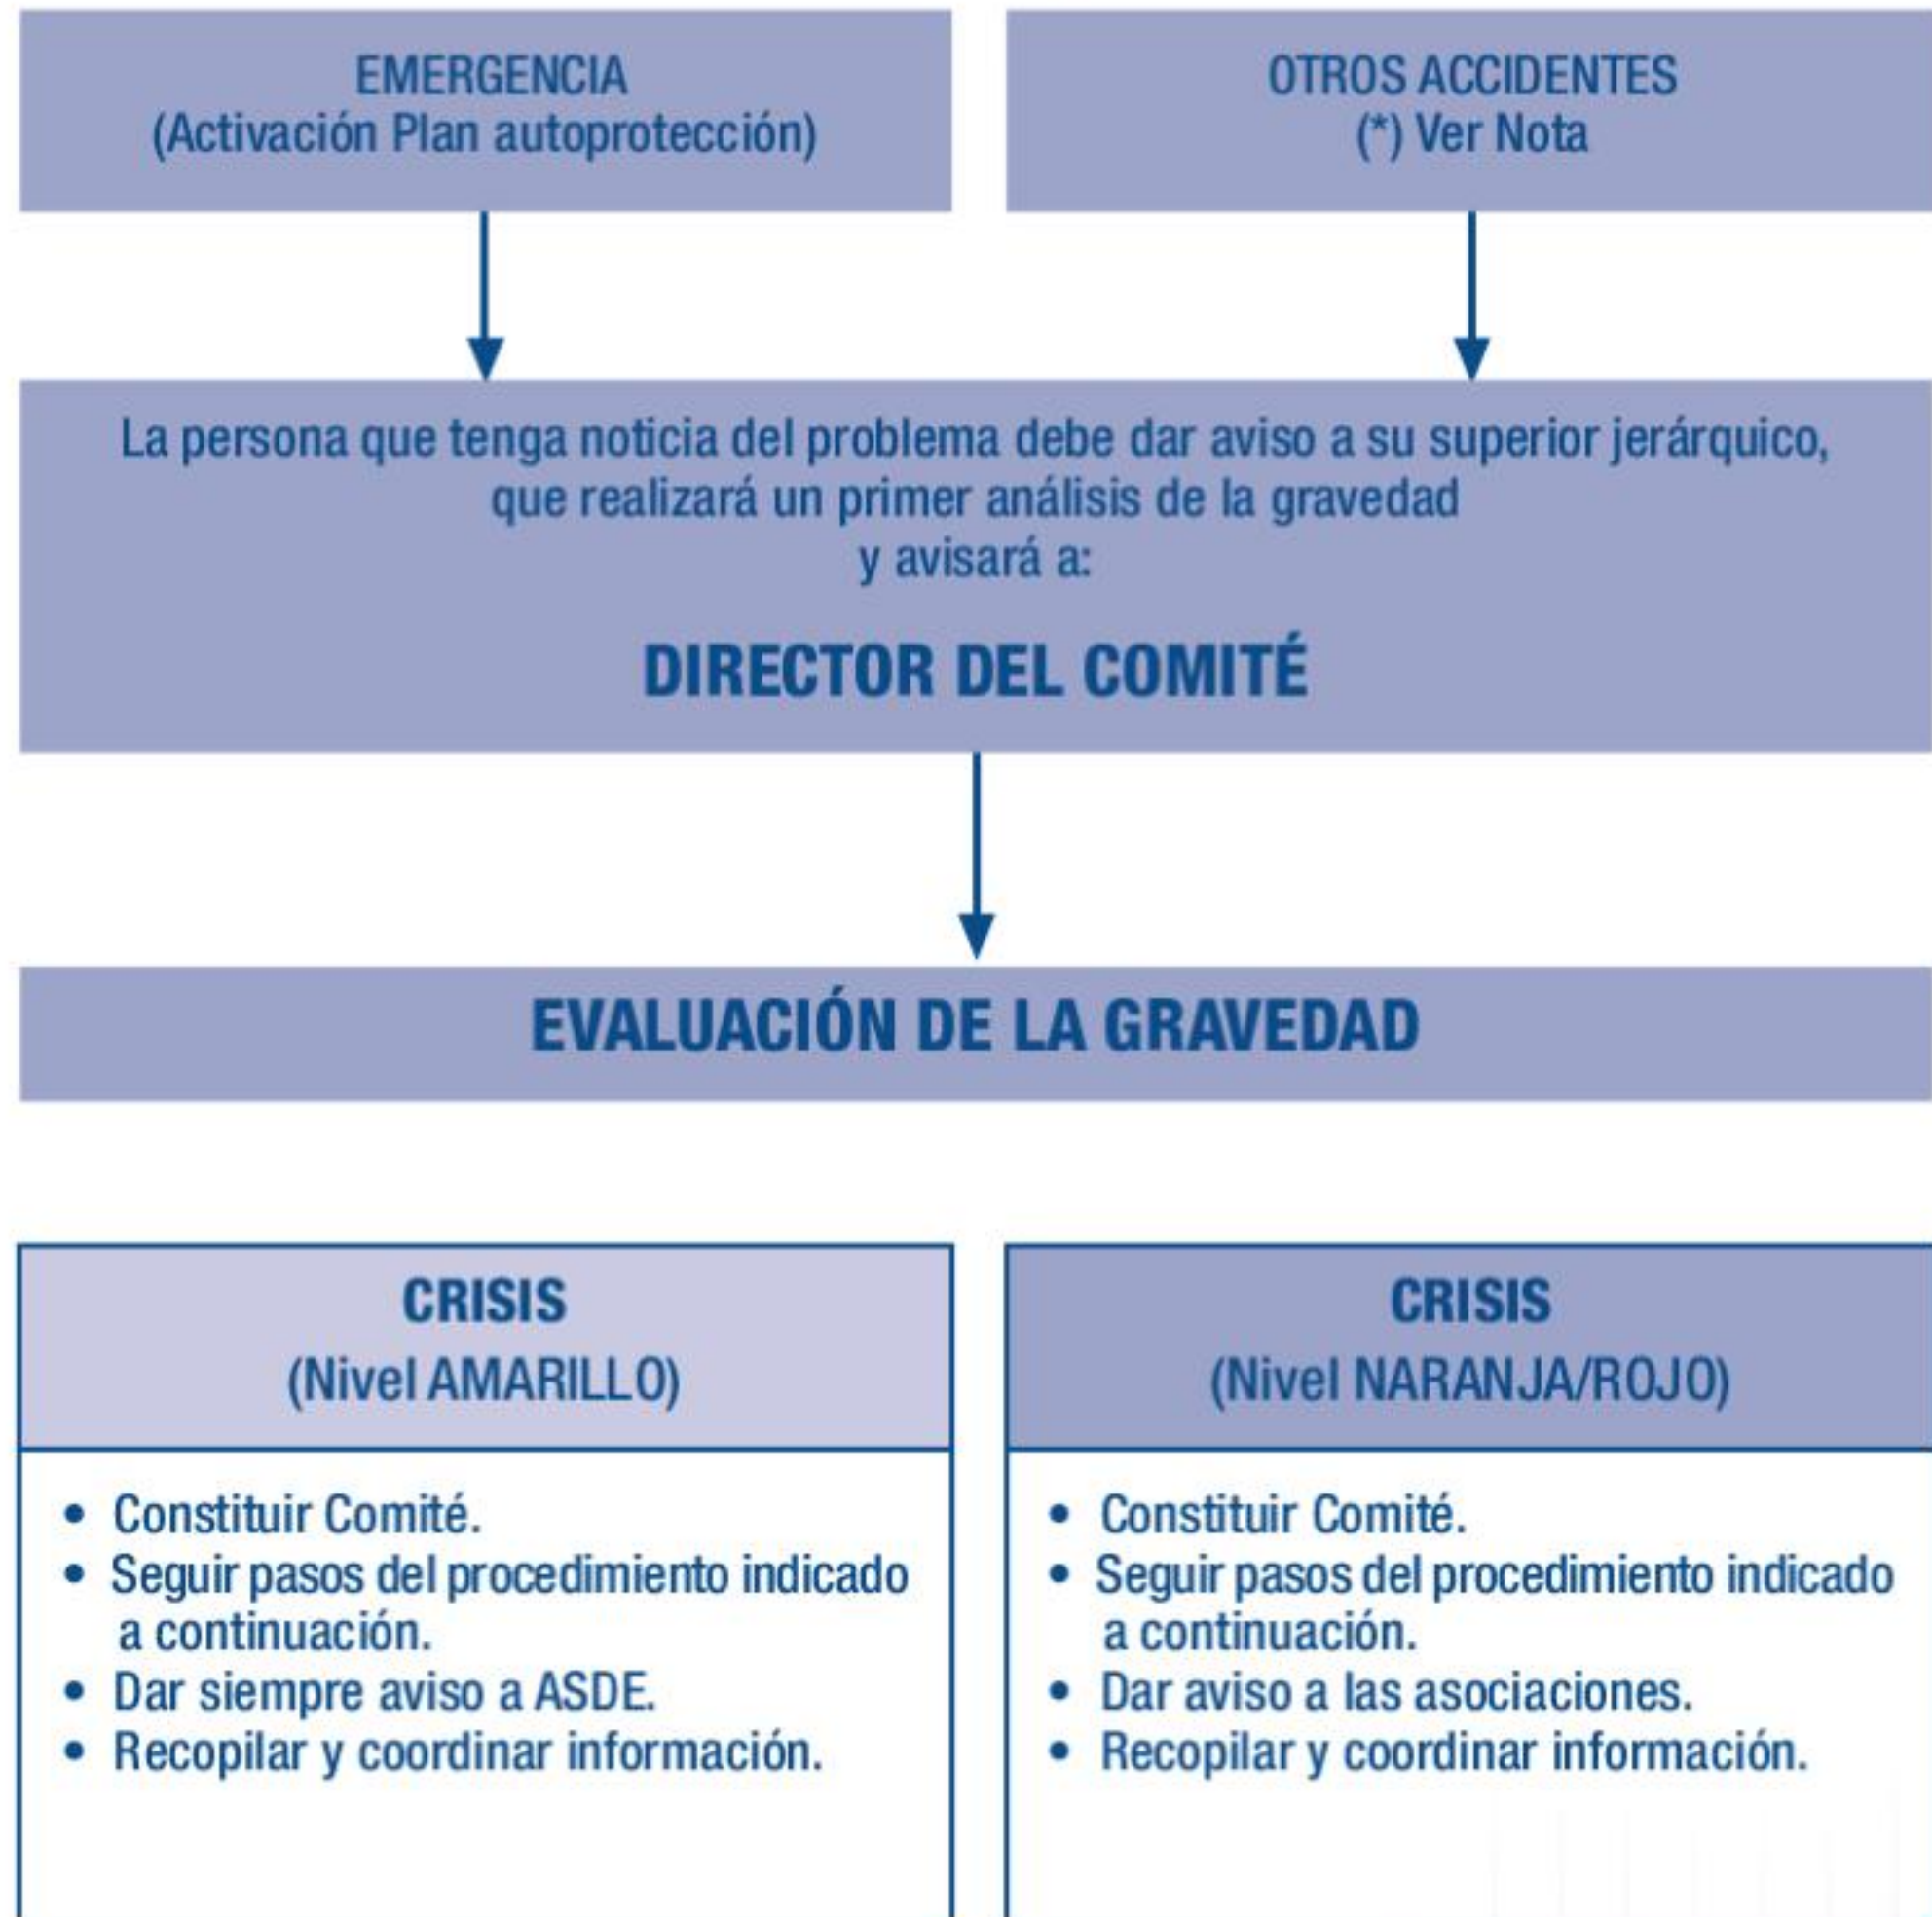 EMERGENCIA
(Activación Plan autoprotección)
OTROS ACCIDENTES
(*) Ver Nota
La persona que tenga noticia del problema debe dar aviso a su superior jerárquico,
que realizará un primer análisis de la gravedad
y avisará a:
DIRECTOR DEL COMITÉ
EVALUACIÓN DE LA GRAVEDAD
CRISIS
(Nivel AMARILLO)
• Constituir Comité.
• Seguir pasos del procedimiento indicado
a continuación.
• Dar siempre aviso a ASDE.
• Recopilar y coordinar información.
CRISIS
(Nivel NARANJA/ROJO)
• Constituir Comité.
• Seguir pasos del procedimiento indicado
a continuación.
• Dar aviso a las asociaciones.
• Recopilar y coordinar información.